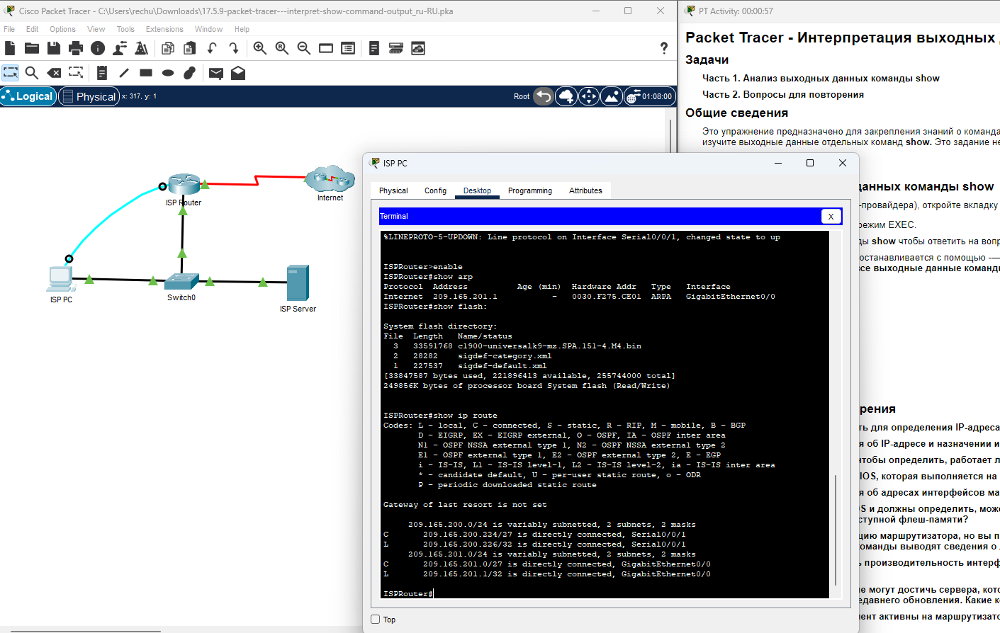 Cisco Packet Tracer - C:\Users\rechu\Downloads\17.5.9-packet-tracer---interpret-show-command-output_ru-RU.pka
File Edit Options View Tools Extensions Window Help
?
Logical Physical x: 317, y: 1 Root 01:08:00
ISP Router
Internet
ISP PC
Switch0
ISP Server
PT Activity: 00:00:57
Packet Tracer - Интерпретация выходных
Задачи
Часть 1. Анализ выходных данных команды show
Часть 2. Вопросы для повторения
Общие сведения
Это упражнение предназначено для закрепления знаний о команда
изучите выходные данные отдельных команд show. Это задание не
ISP PC
Physical Config Desktop Programming Attributes
Terminal X
%LINEPROTO-5-UPDOWN: Line protocol on Interface Serial0/0/1, changed state to up
ISPRouter>enable
ISPRouter#show arp
Protocol Address Age (min) Hardware Addr Type Interface
Internet 209.165.201.1 - 0030.F275.CE01 ARPA GigabitEthernet0/0
ISPRouter#show flash:
System flash directory:
File Length Name/status
3 33591768 c1900-universalk9-mz.SPA.151-4.M4.bin
2 28282 sigdef-category.xml
1 227537 sigdef-default.xml
[33847587 bytes used, 221896413 available, 255744000 total]
249856K bytes of processor board System flash (Read/Write)
ISPRouter#show ip route
Codes: L - local, C - connected, S - static, R - RIP, M - mobile, B - BGP
D - EIGRP, EX - EIGRP external, O - OSPF, IA - OSPF inter area
N1 - OSPF NSSA external type 1, N2 - OSPF NSSA external type 2
E1 - OSPF external type 1, E2 - OSPF external type 2, E - EGP
i - IS-IS, L1 - IS-IS level-1, L2 - IS-IS level-2, ia - IS-IS inter area
* - candidate default, U - per-user static route, o - ODR
P - periodic downloaded static route
Gateway of last resort is not set
209.165.200.0/24 is variably subnetted, 2 subnets, 2 masks
C 209.165.200.224/27 is directly connected, Serial0/0/1
L 209.165.200.226/32 is directly connected, Serial0/0/1
209.165.201.0/24 is variably subnetted, 2 subnets, 2 masks
C 209.165.201.0/27 is directly connected, GigabitEthernet0/0
L 209.165.201.1/32 is directly connected, GigabitEthernet0/0
ISPRouter#
Top
данных команды show
-провайдера), откройте вкладку
режим EXEC.
ды show чтобы ответить на вопр
останавливается с помощью -—
все выходные данные команды
рения
ть для определения IP-адреса
я об IP-адресе и назначении и
чтобы определить, работает л
IOS, которая выполняется на
я об адресах интерфейсов ма
OS и должны определить, мож
ступной флеш-памяти?
цию маршрутизатора, но вы п
команды выводят сведения о
ь производительность интерф
не могут достичь сервера, кот
едавнего обновления. Какие к
мент активны на маршрутизато